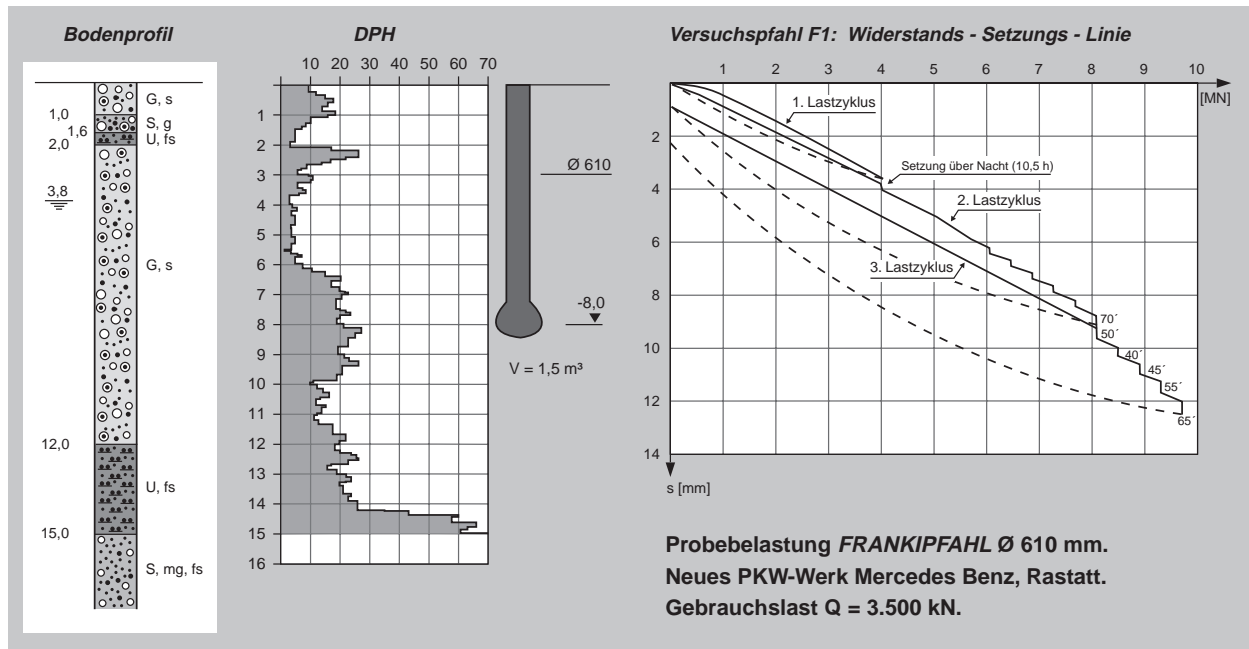 Bodenprofil
DPH
Versuchspfahl F1: Widerstands - Setzungs - Linie
G, s
1,0
S, g
1,6
U, fs
2,0
3,8
G, s
12,0
U, fs
15,0
S, mg, fs
10 20 30 40 50 60 70
1
2
3
4
5
6
7
8
9
10
11
12
13
14
15
16
Ø 610
-8,0
V = 1,5 m³
1 2 3 4 5 6 7 8 9 10
[MN]
2
4
6
8
10
12
14
s [mm]
1. Lastzyklus
Setzung über Nacht (10,5 h)
2. Lastzyklus
3. Lastzyklus
70´
50´
40´
45´
55´
65´
Probebelastung FRANKIPFAHL Ø 610 mm.
Neues PKW-Werk Mercedes Benz, Rastatt.
Gebrauchslast Q = 3.500 kN.